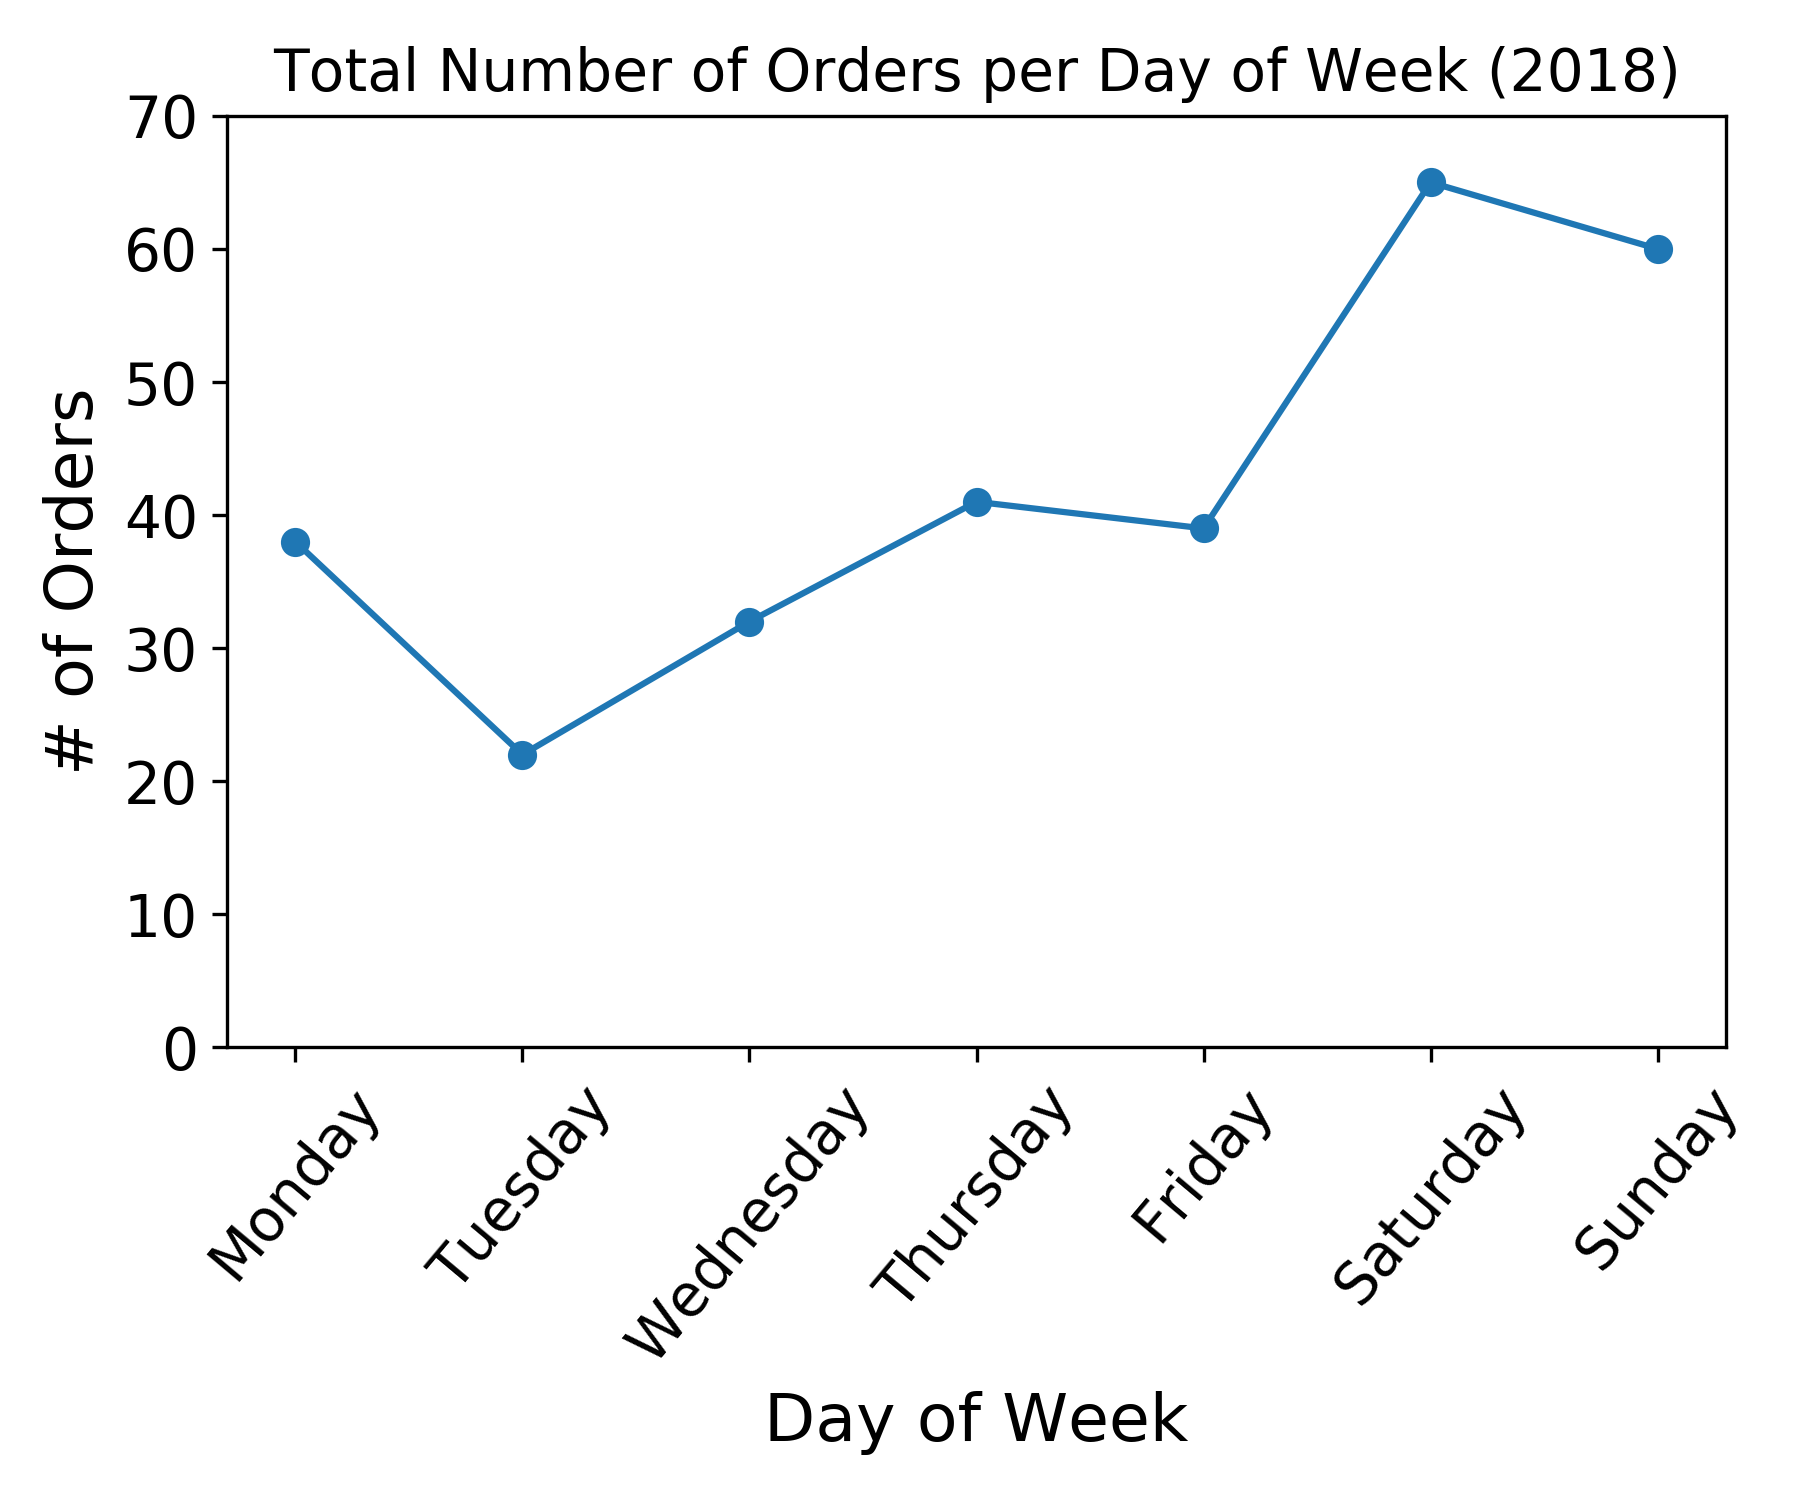 Total Number of Orders per Day of Week (2018)
70
60
50
40
30
20
10
0
# of Orders
Monday
Tuesday
Wednesday
Thursday
Friday
Saturday
Sunday
Day of Week